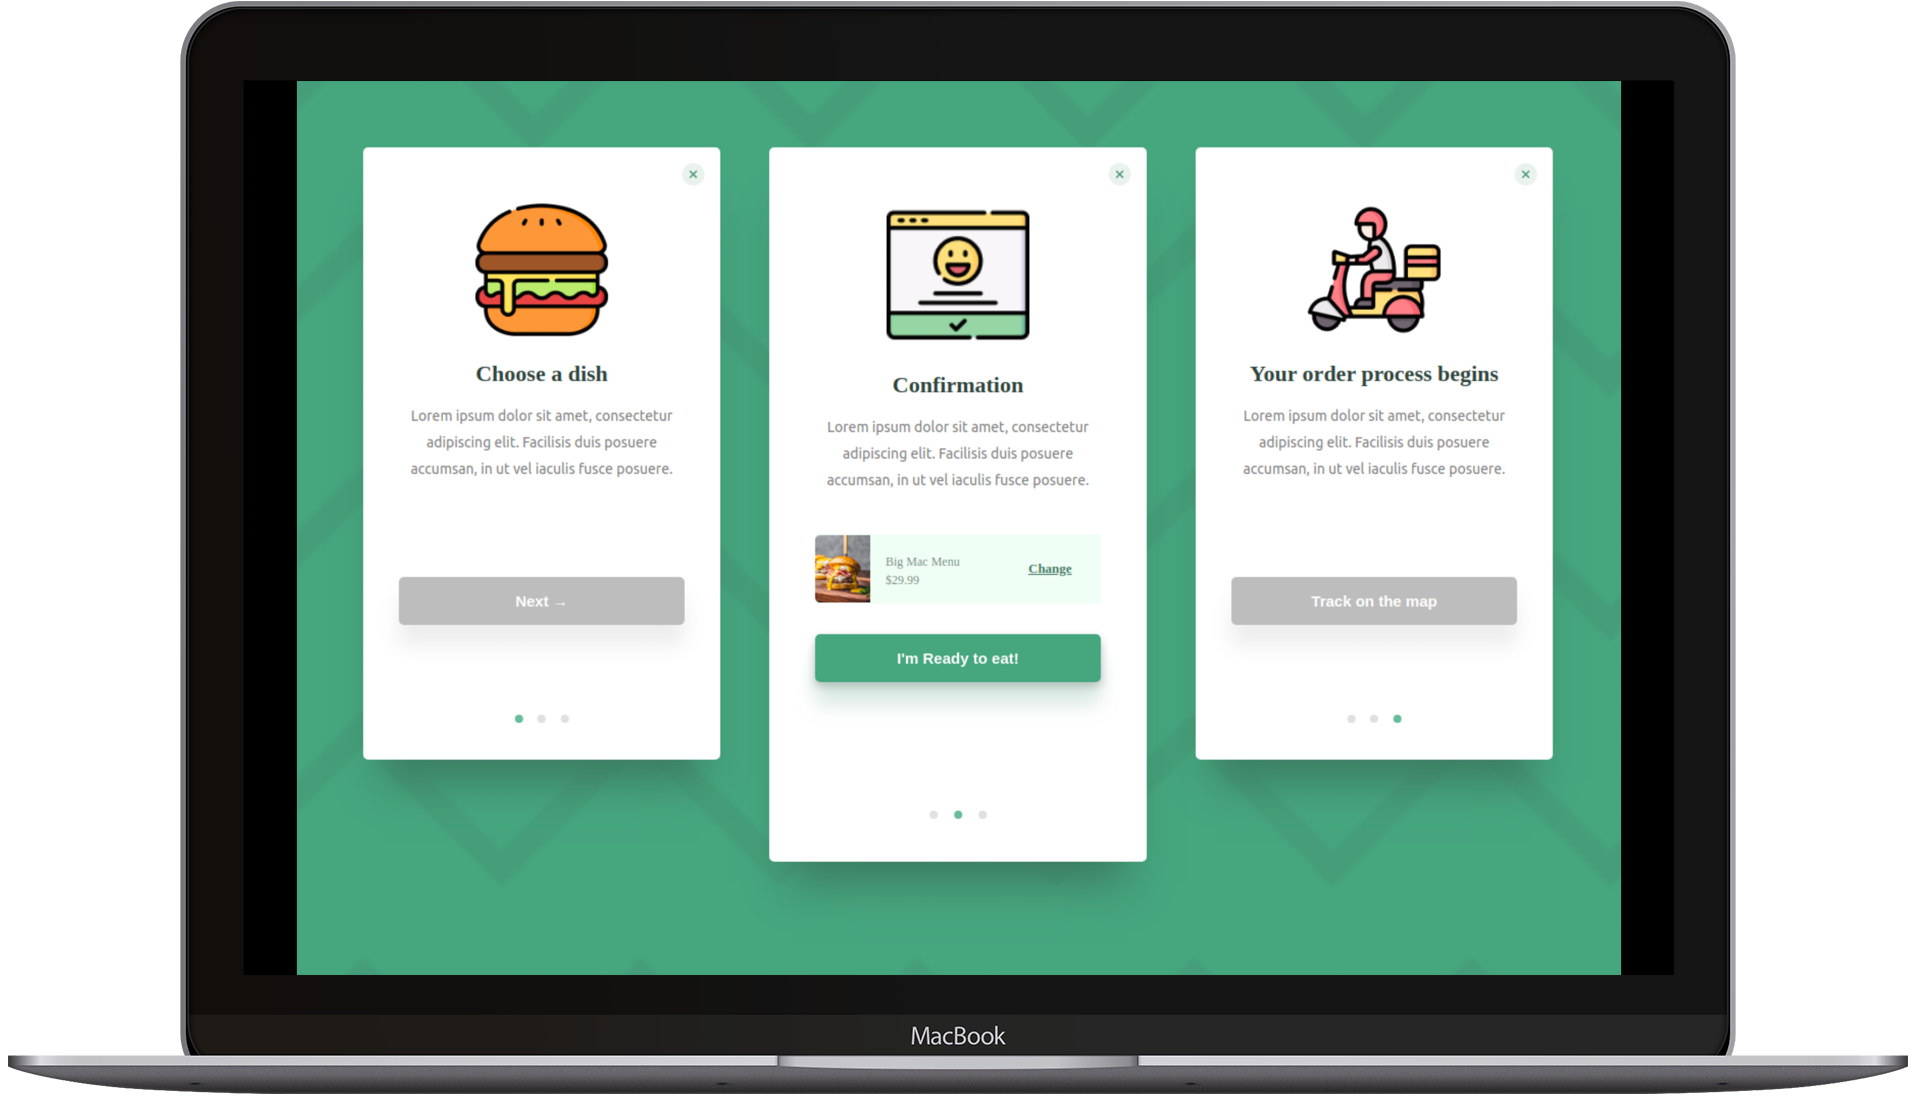 Choose a dish
Lorem ipsum dolor sit amet, consectetur
adipiscing elit. Facilisis duis posuere
accumsan, in ut vel iaculis fusce posuere.
Next →
Confirmation
Lorem ipsum dolor sit amet, consectetur
adipiscing elit. Facilisis duis posuere
accumsan, in ut vel iaculis fusce posuere.
Big Mac Menu
$29.99
Change
I'm Ready to eat!
Your order process begins
Lorem ipsum dolor sit amet, consectetur
adipiscing elit. Facilisis duis posuere
accumsan, in ut vel iaculis fusce posuere.
Track on the map
MacBook